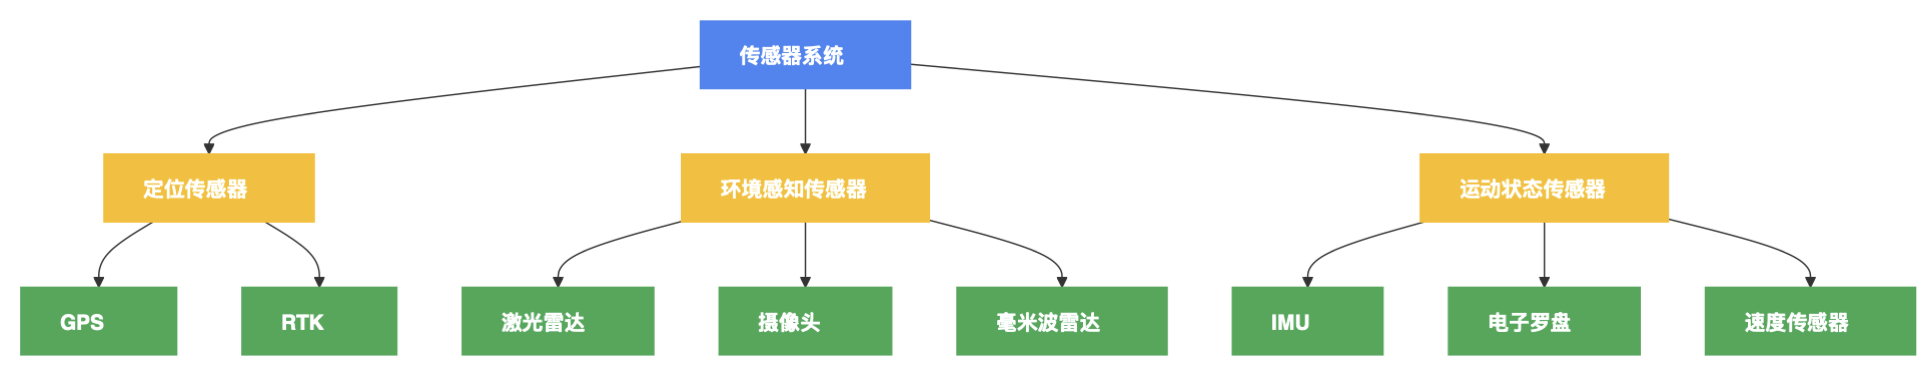 传感器系统
定位传感器
环境感知传感器
运动状态传感器
GPS
RTK
激光雷达
摄像头
毫米波雷达
IMU
电子罗盘
速度传感器